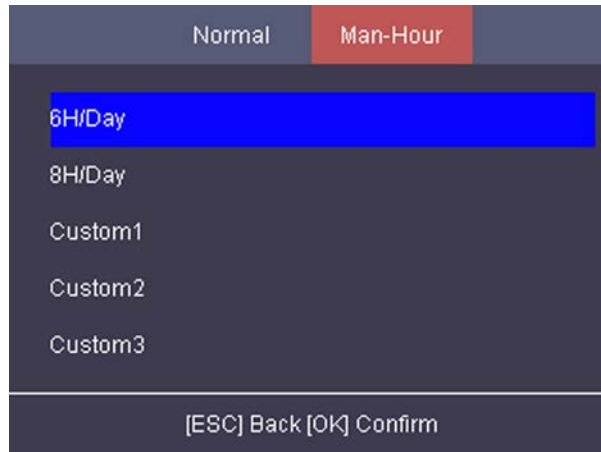 Normal Man-Hour
6H/Day
8H/Day
Custom1
Custom2
Custom3
[ESC] Back [OK] Confirm